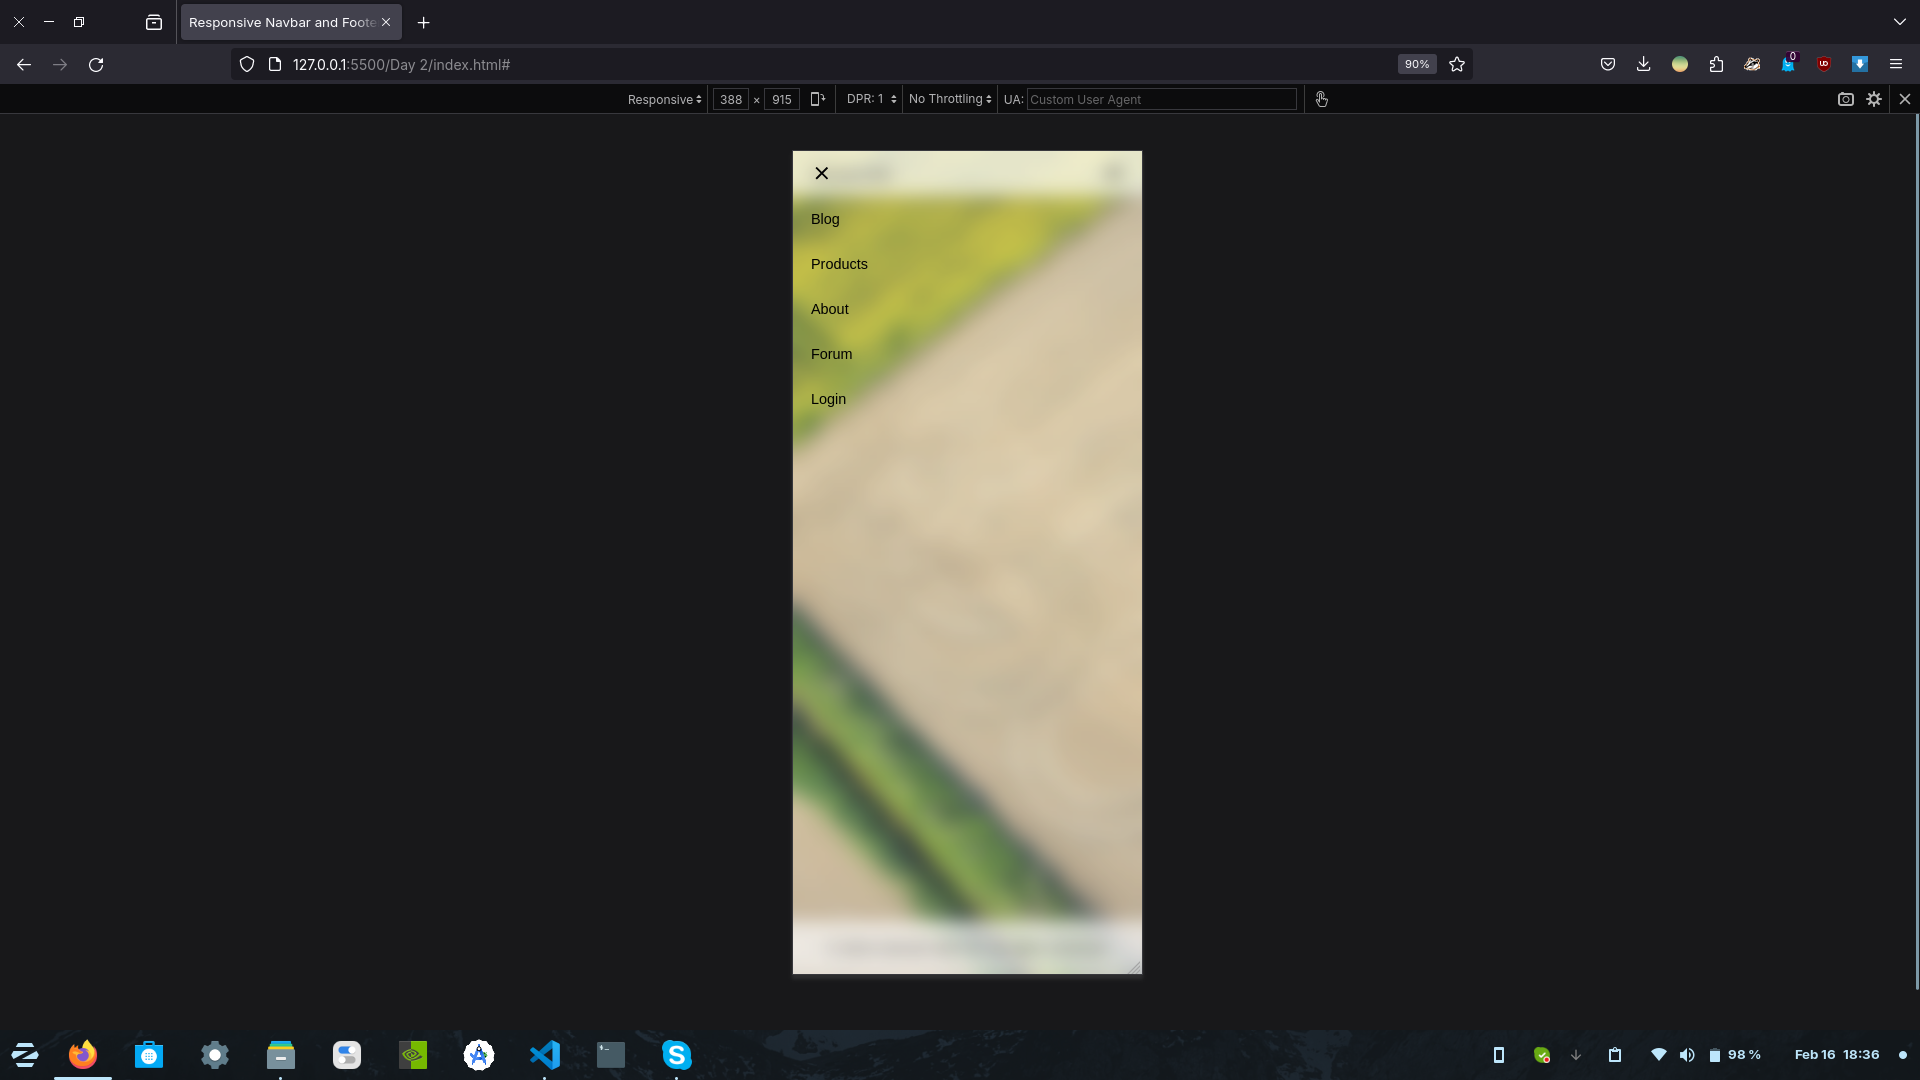 Responsive Navbar and Foote
127.0.0.1:5500/Day 2/index.html#
90%
0
Responsive 388 × 915 DPR: 1 No Throttling UA: Custom User Agent
Blog
Products
About
Forum
Login
98 % Feb 16 18:36